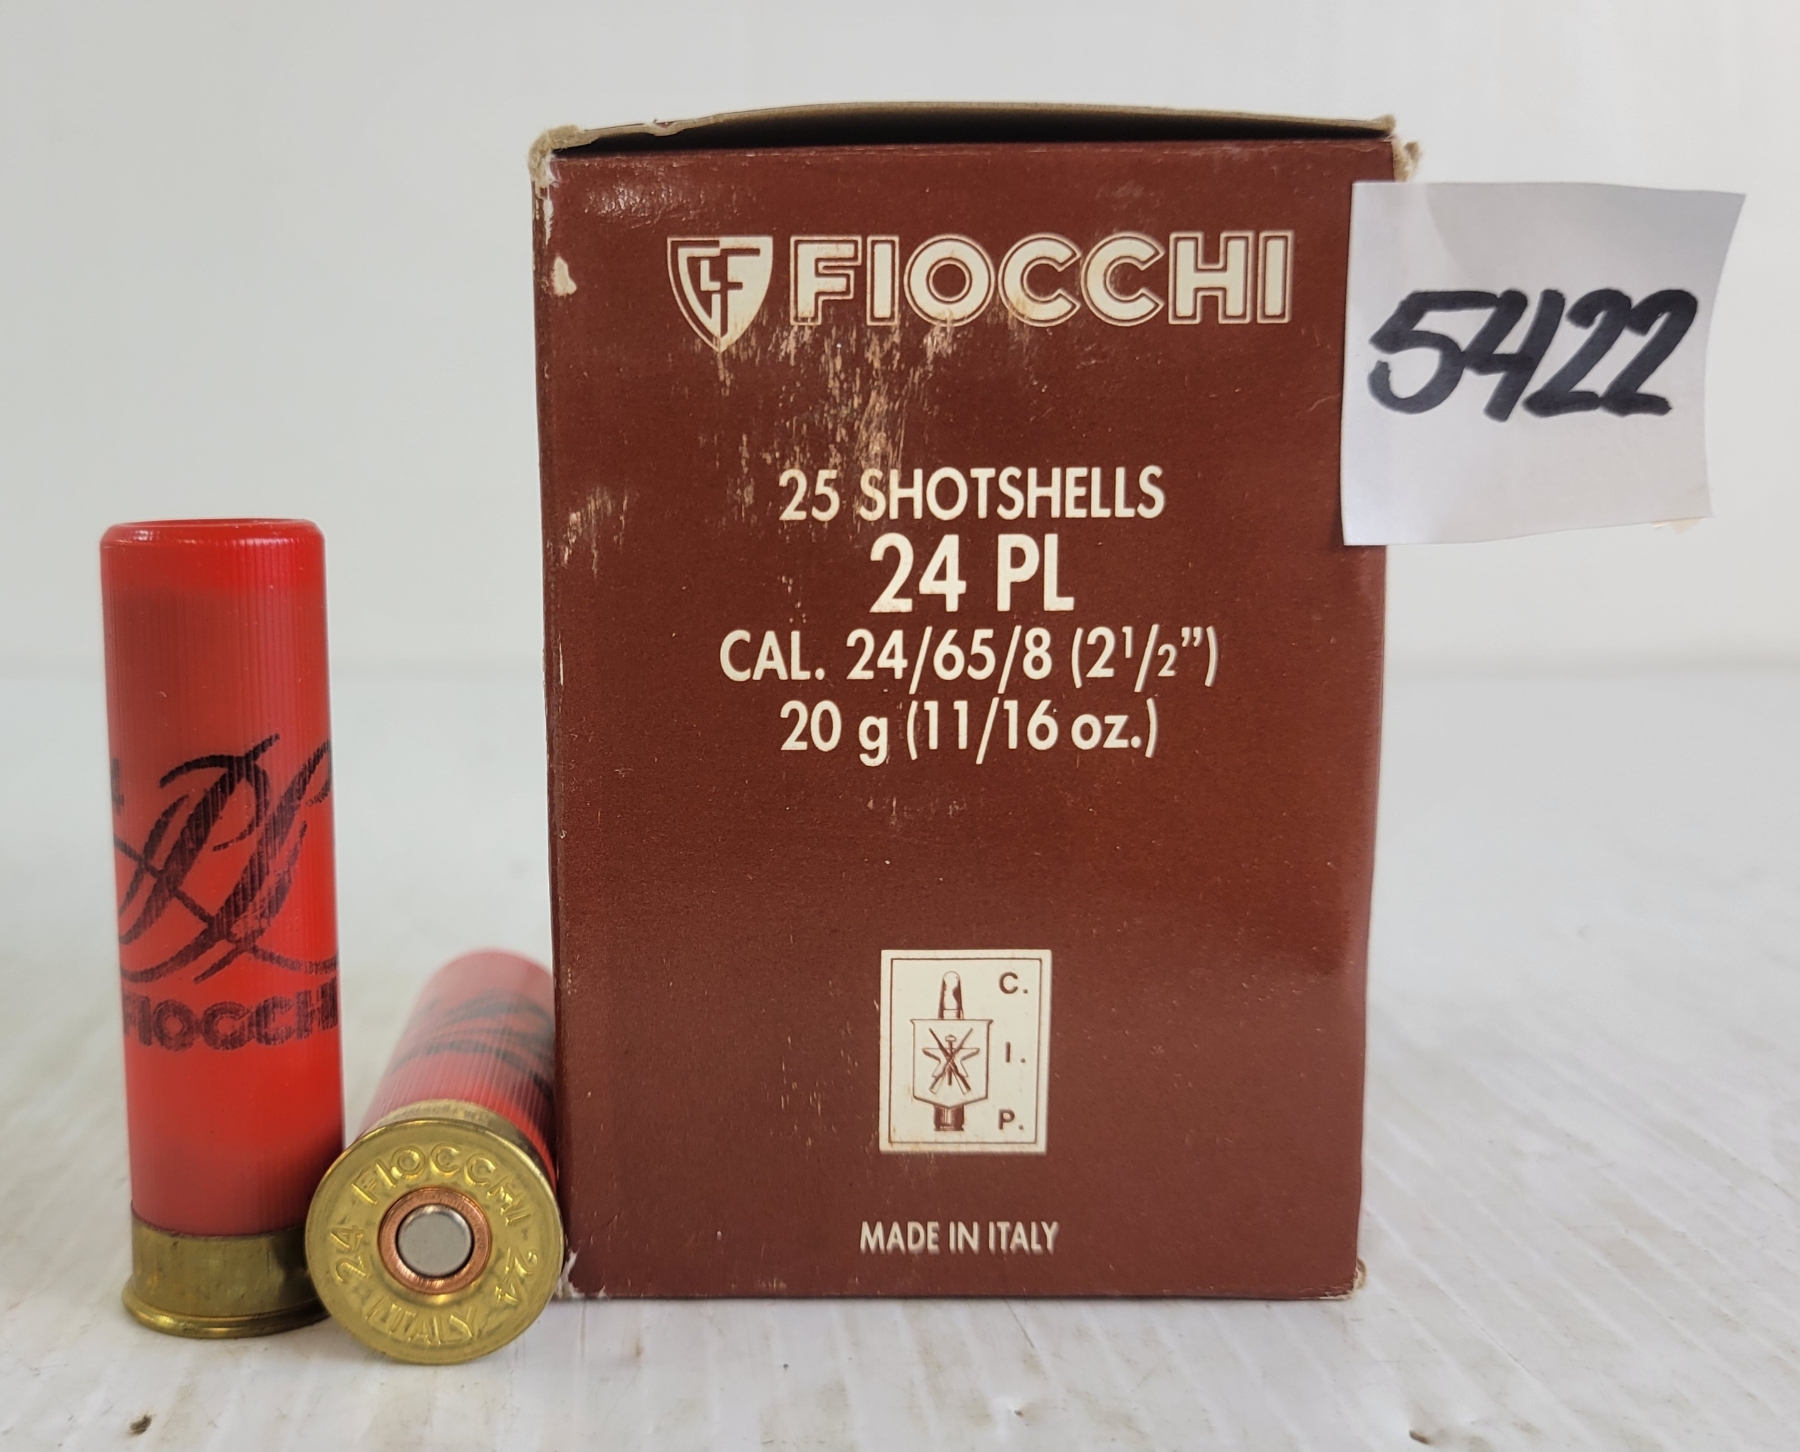 FIOCCHI
5422
25 SHOTSHELLS
24 PL
CAL. 24/65/8 (2 1/2")
20 g (11/16 oz.)
C.
I.
P.
MADE IN ITALY
PL
FIOCCHI
FIOCCHI 24 ITALY 24